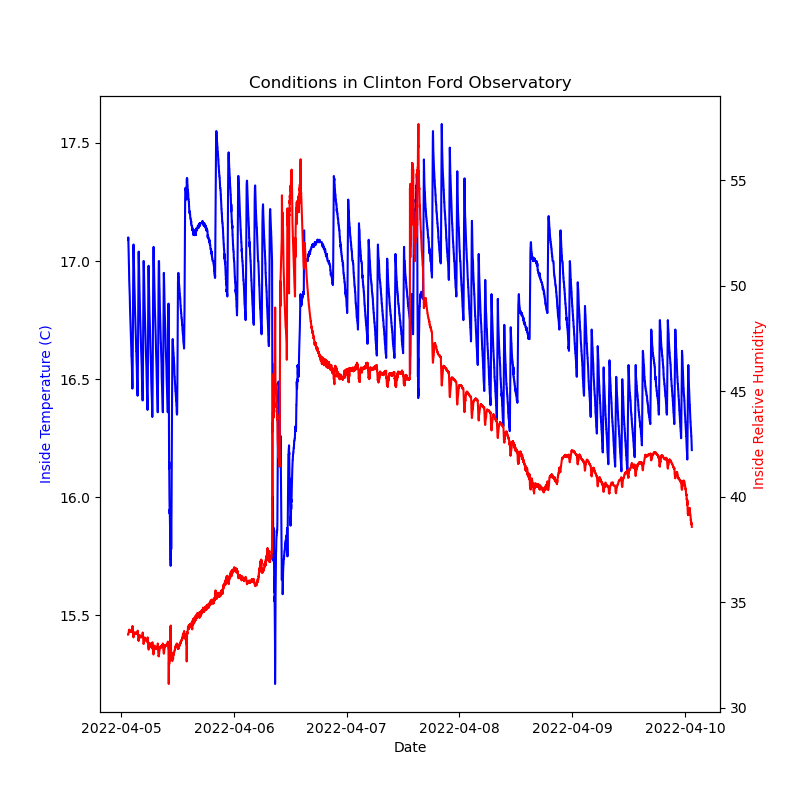 Conditions in Clinton Ford Observatory
17.5
17.0
16.5
16.0
15.5
Inside Temperature (C)
55
50
45
40
35
30
Inside Relative Humidity
2022-04-05 2022-04-06 2022-04-07 2022-04-08 2022-04-09 2022-04-10
Date